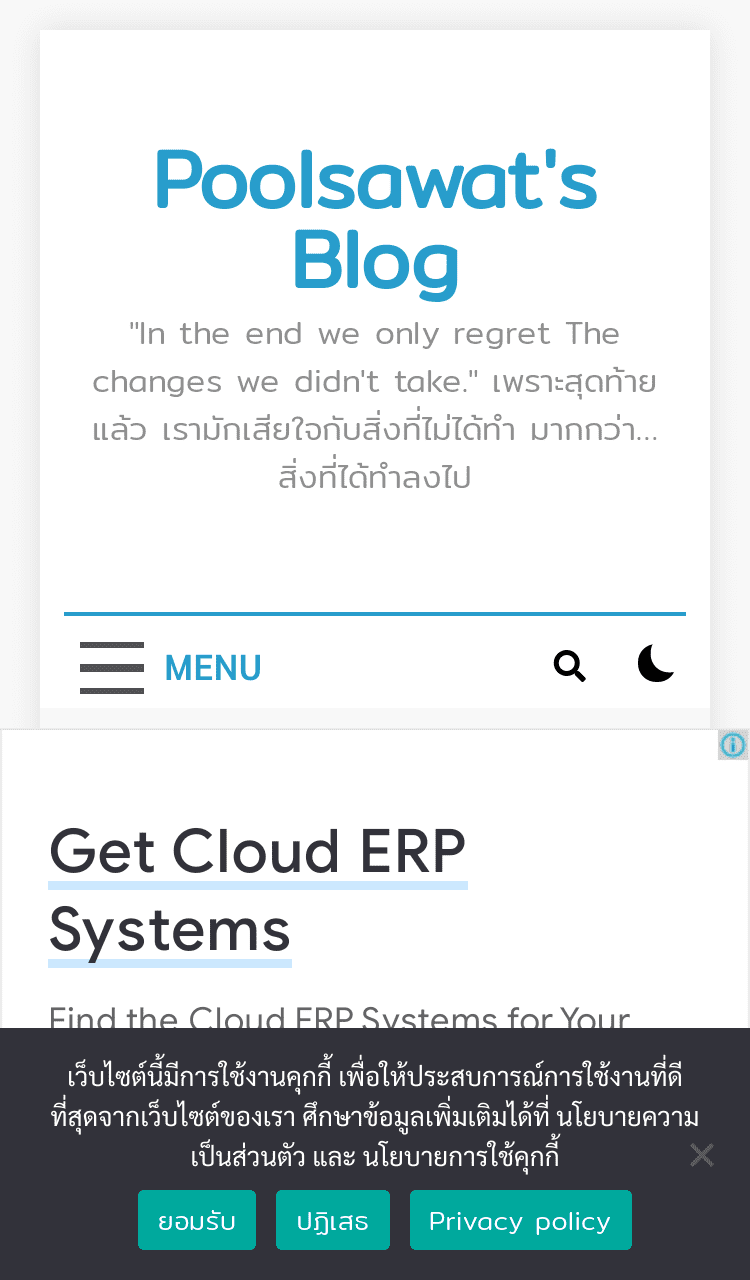 Poolsawat's
Blog
"In the end we only regret The
changes we didn't take." เพราะสุดท้าย
แล้ว เรามักเสียใจกับสิ่งที่ไม่ได้ทำ มากกว่า...
สิ่งที่ได้ทำลงไป
MENU
Get Cloud ERP
Systems
Find the Cloud ERP Systems for Your
เว็บไซต์นี้มีการใช้งานคุกกี้ เพื่อให้ประสบการณ์การใช้งานที่ดี
ที่สุดจากเว็บไซต์ของเรา ศึกษาข้อมูลเพิ่มเติมได้ที่ นโยบายความ
เป็นส่วนตัว และ นโยบายการใช้คุกกี้
ยอมรับ ปฏิเสธ Privacy policy